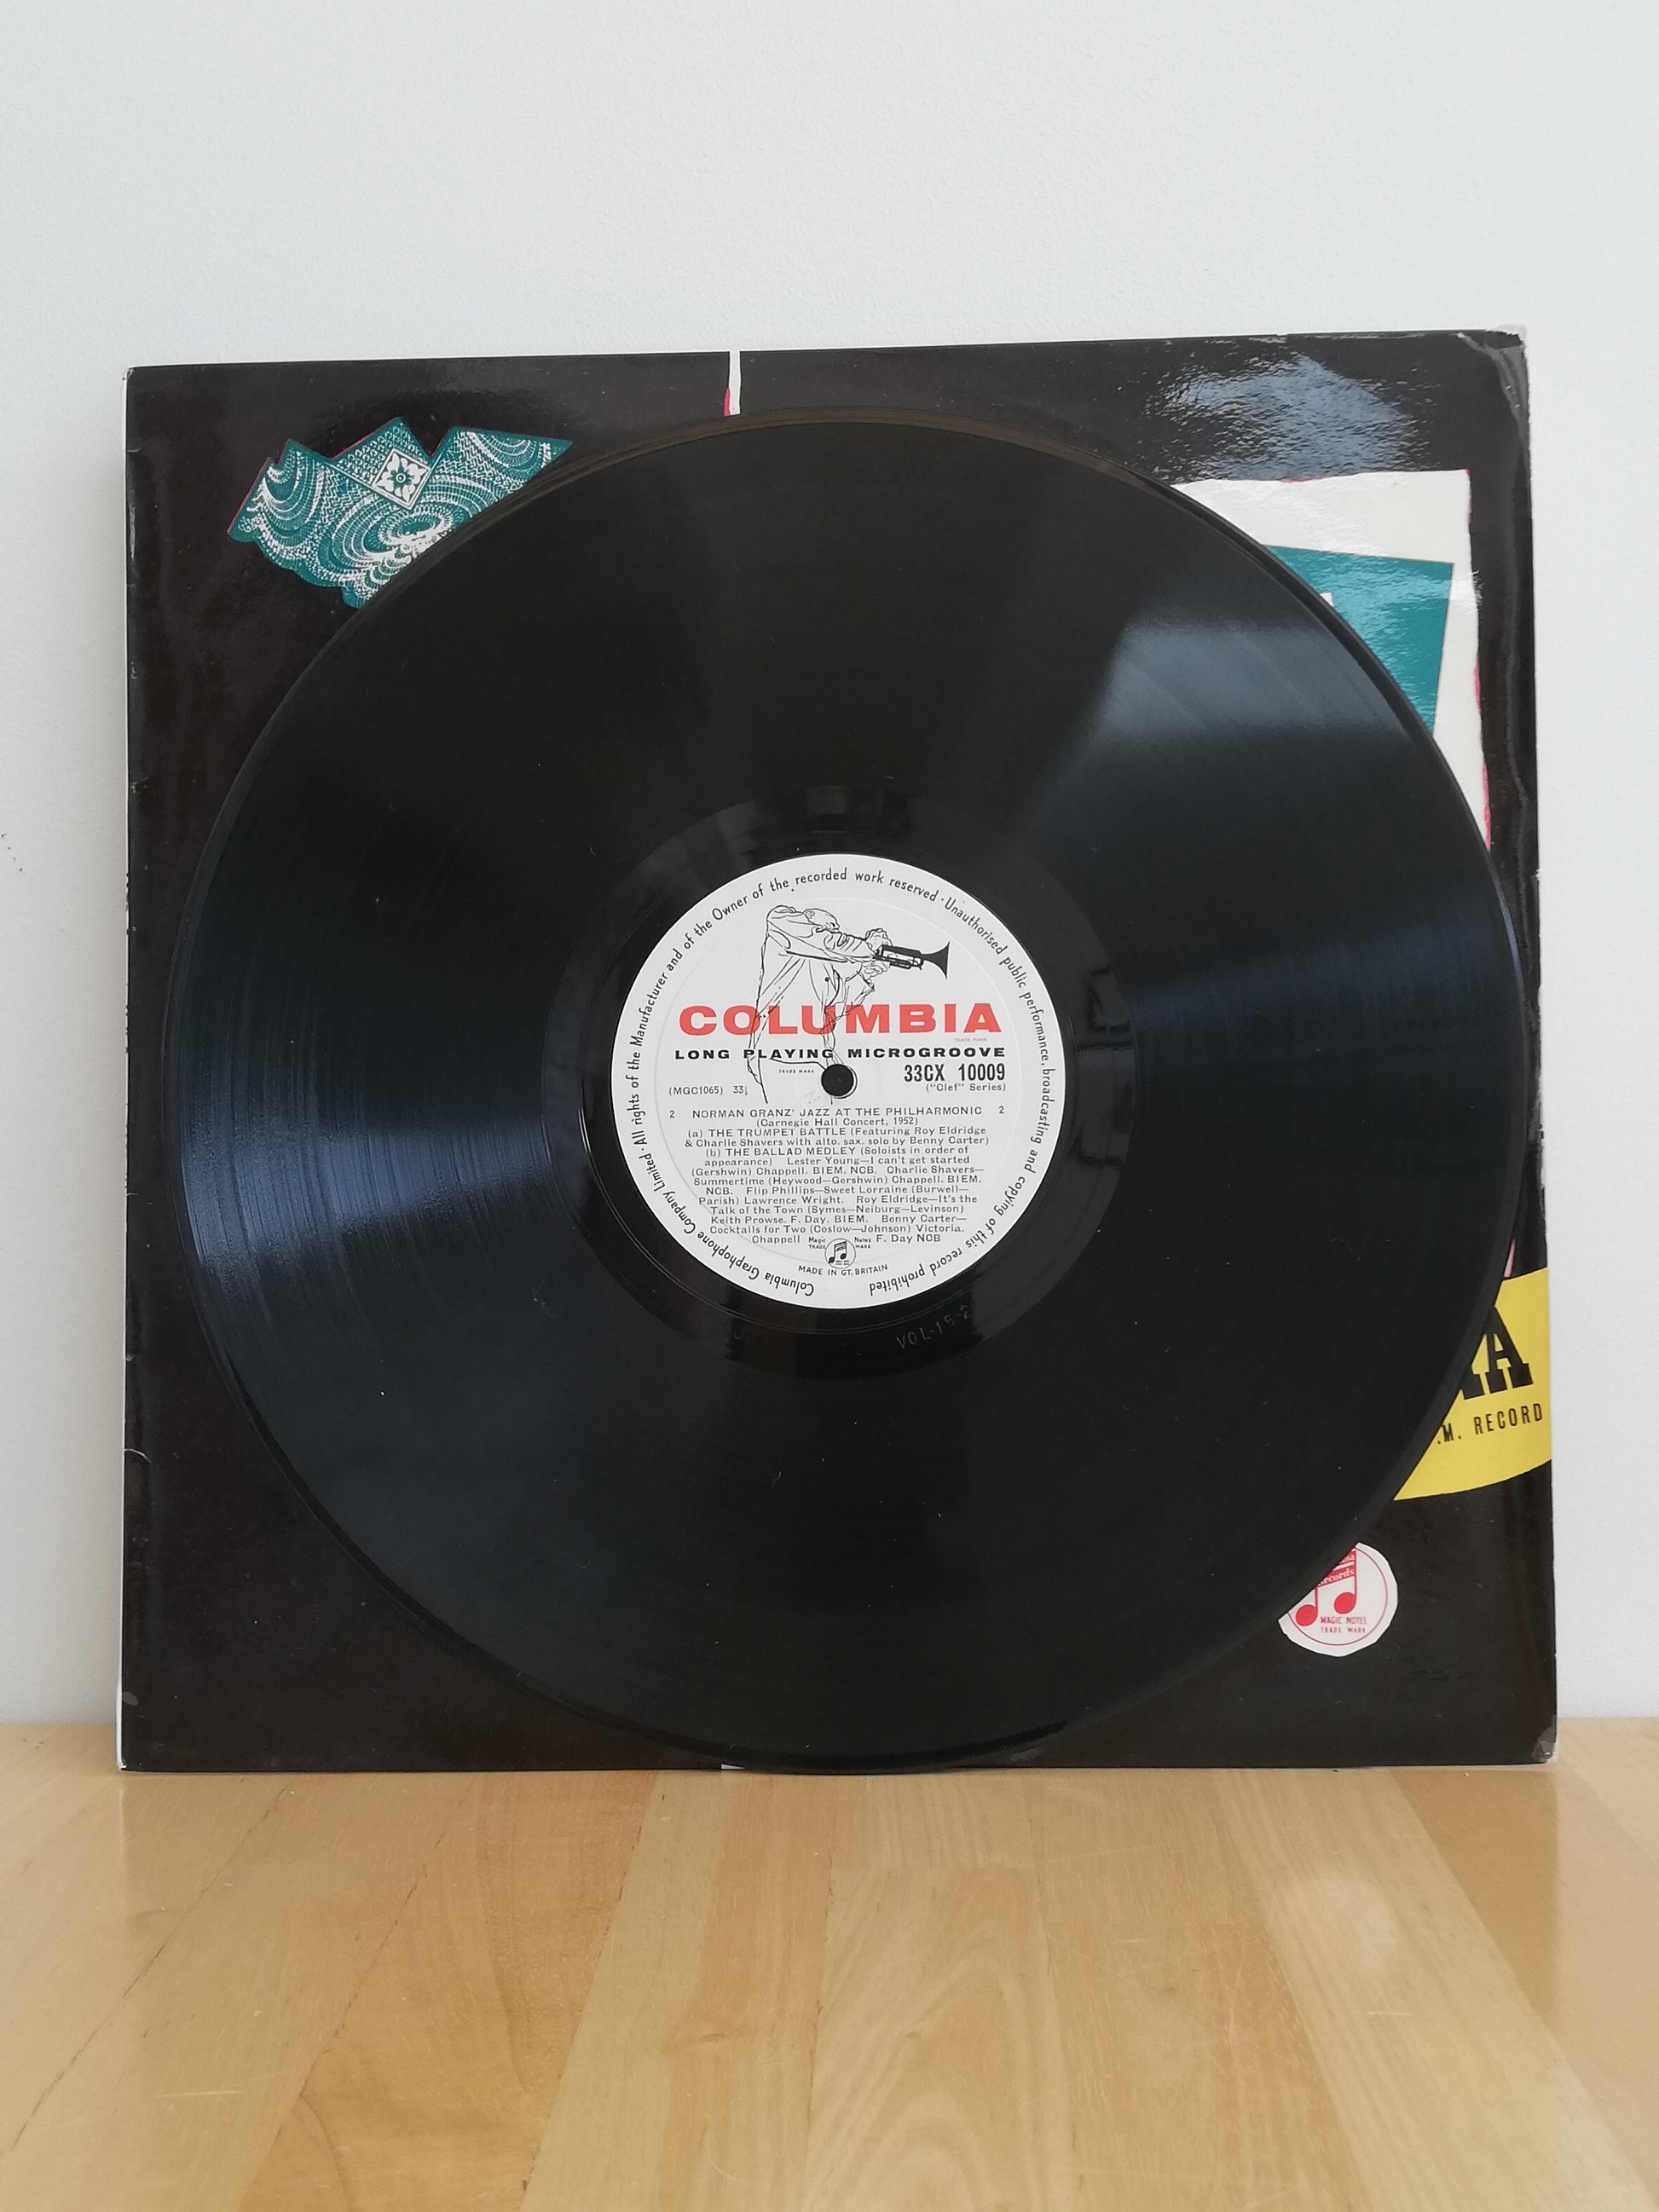 All rights of the Manufacturer and of the Owner of the recorded work reserved · Unauthorised public performance, broadcasting and copying of this record prohibited
COLUMBIA
TRADE MARK
LONG PLAYING MICROGROOVE
TRADE MARK
33CX 10009
(MGC1065) 33⅓ ("Clef" Series)
2 NORMAN GRANZ' JAZZ AT THE PHILHARMONIC 2
(Carnegie Hall Concert, 1952)
(a) THE TRUMPET BATTLE (Featuring Roy Eldridge
& Charlie Shavers with alto. sax. solo by Benny Carter)
(b) THE BALLAD MEDLEY (Soloists in order of
appearance) Lester Young—I can't get started
(Gershwin) Chappell. BIEM. NCB. Charlie Shavers—
Summertime (Heywood—Gershwin) Chappell. BIEM.
NCB. Flip Phillips—Sweet Lorraine (Burwell—
Parish) Lawrence Wright. Roy Eldridge—It's the
Talk of the Town (Symes—Neiburg—Levinson)
Keith Prowse. F. Day. BIEM. Benny Carter—
Cocktails for Two (Coslow—Johnson) Victoria.
Chappell Magic Notes F. Day NCB
TRADE MARK
MADE IN GT. BRITAIN
Columbia Graphophone Company Limited ·
VOL-15-2
A
.M. RECORD
Records
MAGIC NOTES
TRADE MARK